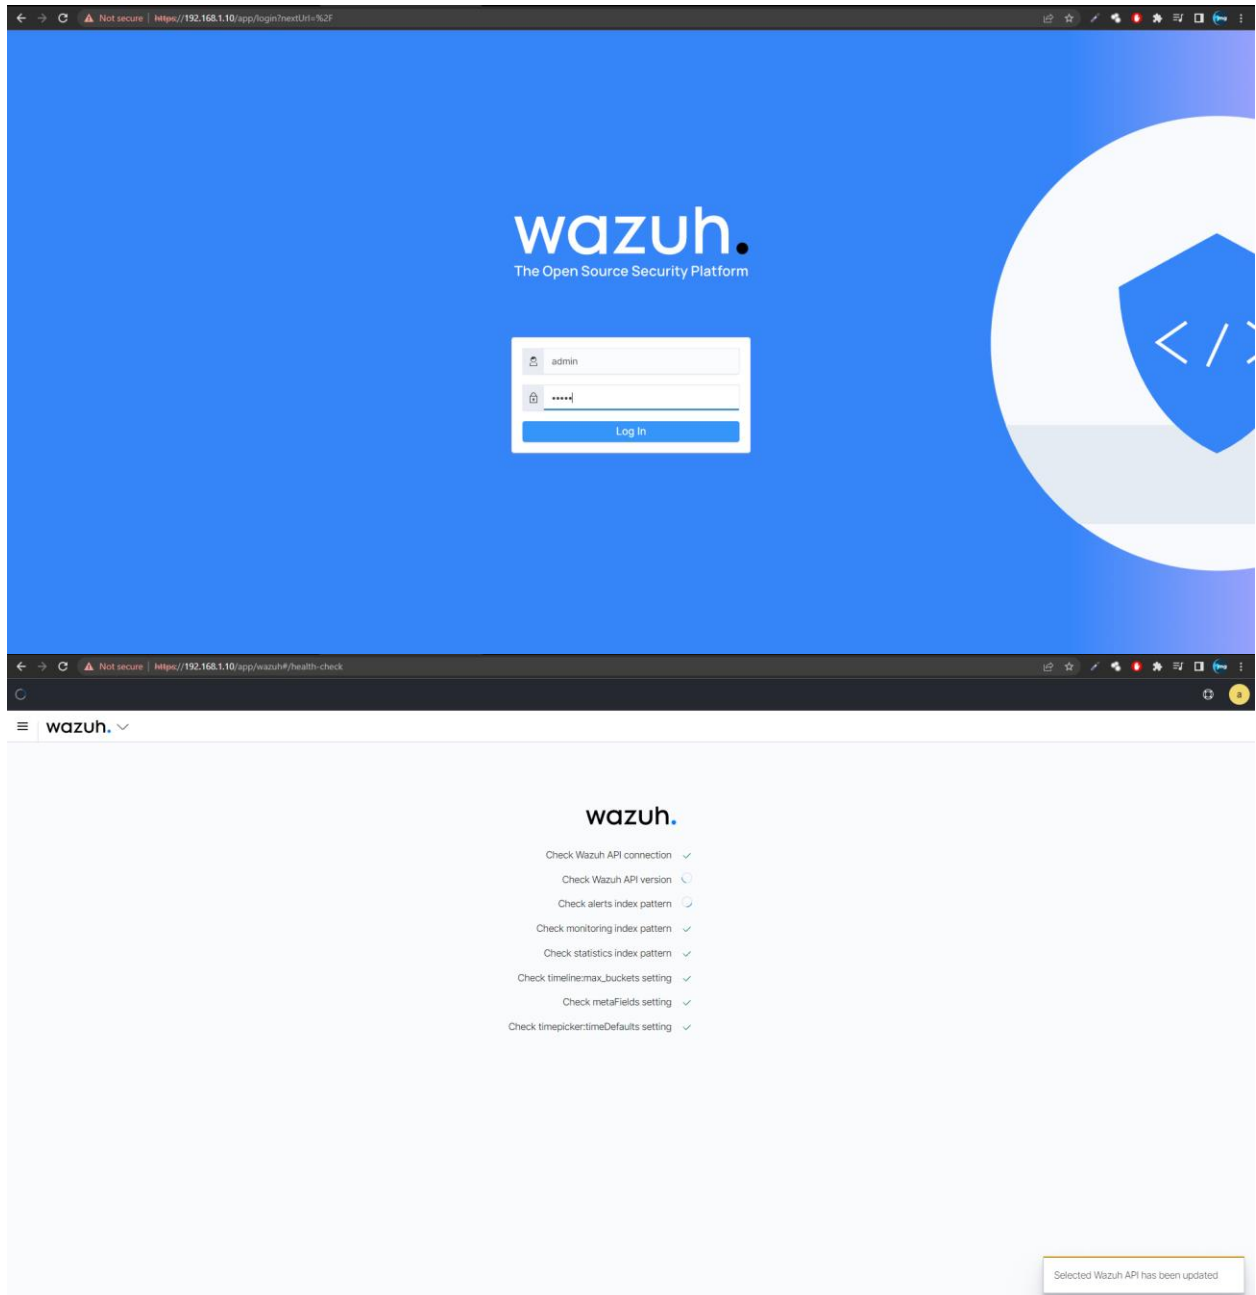 Not secure | https://192.168.1.10/app/login?nextUrl=%2F
wazuh.
The Open Source Security Platform
admin
•••••
Log In
</>
Not secure | https://192.168.1.10/app/wazuh#/health-check
a
wazuh.
wazuh.
Check Wazuh API connection
Check Wazuh API version
Check alerts index pattern
Check monitoring index pattern
Check statistics index pattern
Check timeline:max_buckets setting
Check metaFields setting
Check timepicker:timeDefaults setting
Selected Wazuh API has been updated